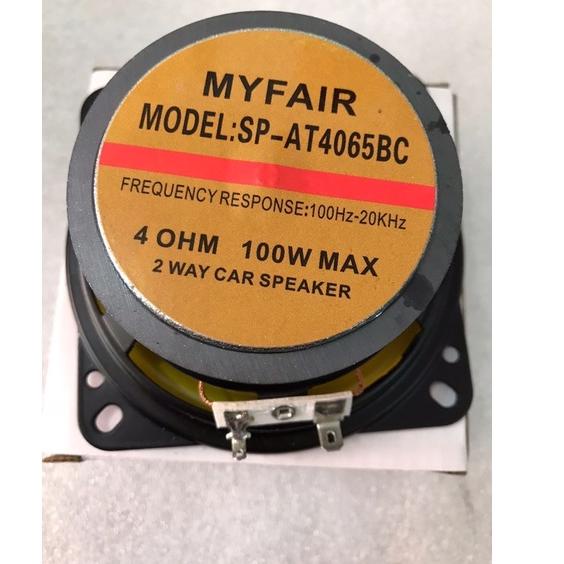 MYFAIR
MODEL:SP-AT4065BC
FREQUENCY RESPONSE:100Hz-20KHz
4 OHM 100W MAX
2 WAY CAR SPEAKER